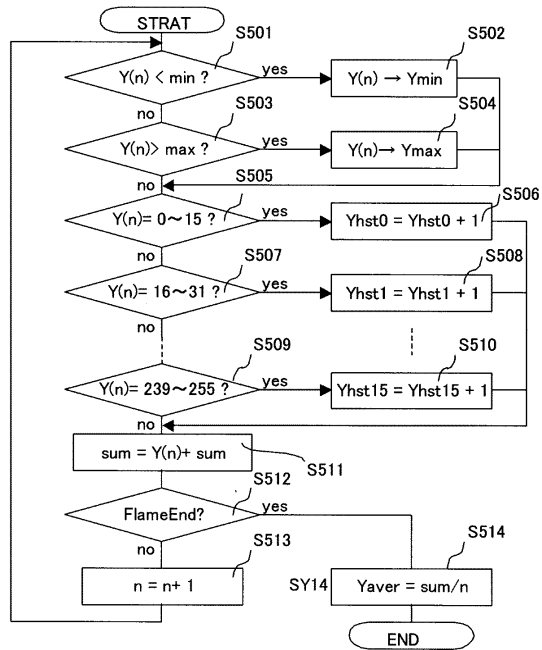 STRAT
S501
Y(n) < min ?
yes
S502
Y(n) → Ymin
no
S503
Y(n)> max ?
yes
S504
Y(n)→ Ymax
no
S505
Y(n)= 0～15 ?
yes
S506
Yhst0 = Yhst0 + 1
no
S507
Y(n)= 16～31 ?
yes
S508
Yhst1 = Yhst1 + 1
no
S509
Y(n)= 239～255 ?
yes
S510
Yhst15 = Yhst15 + 1
no
sum = Y(n)+ sum
S511
S512
FlameEnd?
yes
no
S513
n = n+ 1
S514
SY14
Yaver = sum/n
END